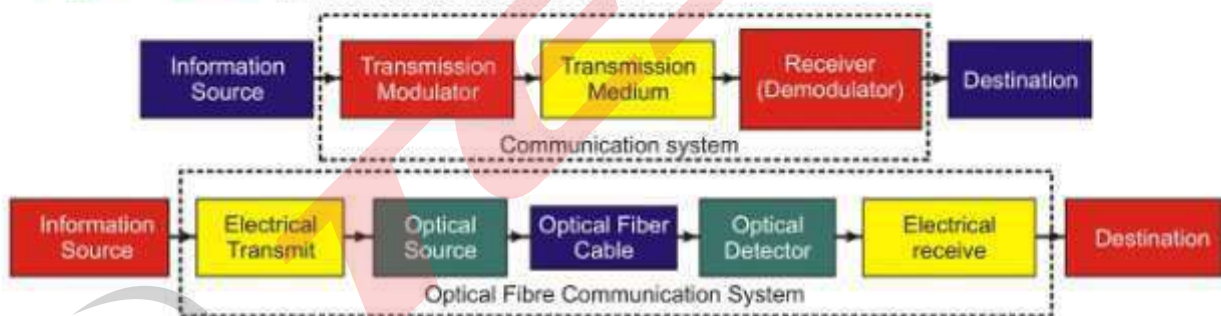 Information
Source
Transmission
Modulator
Transmission
Medium
Receiver
(Demodulator)
Destination
Communication system
Information
Source
Electrical
Transmit
Optical
Source
Optical Fiber
Cable
Optical
Detector
Electrical
receive
Destination
Optical Fibre Communication System